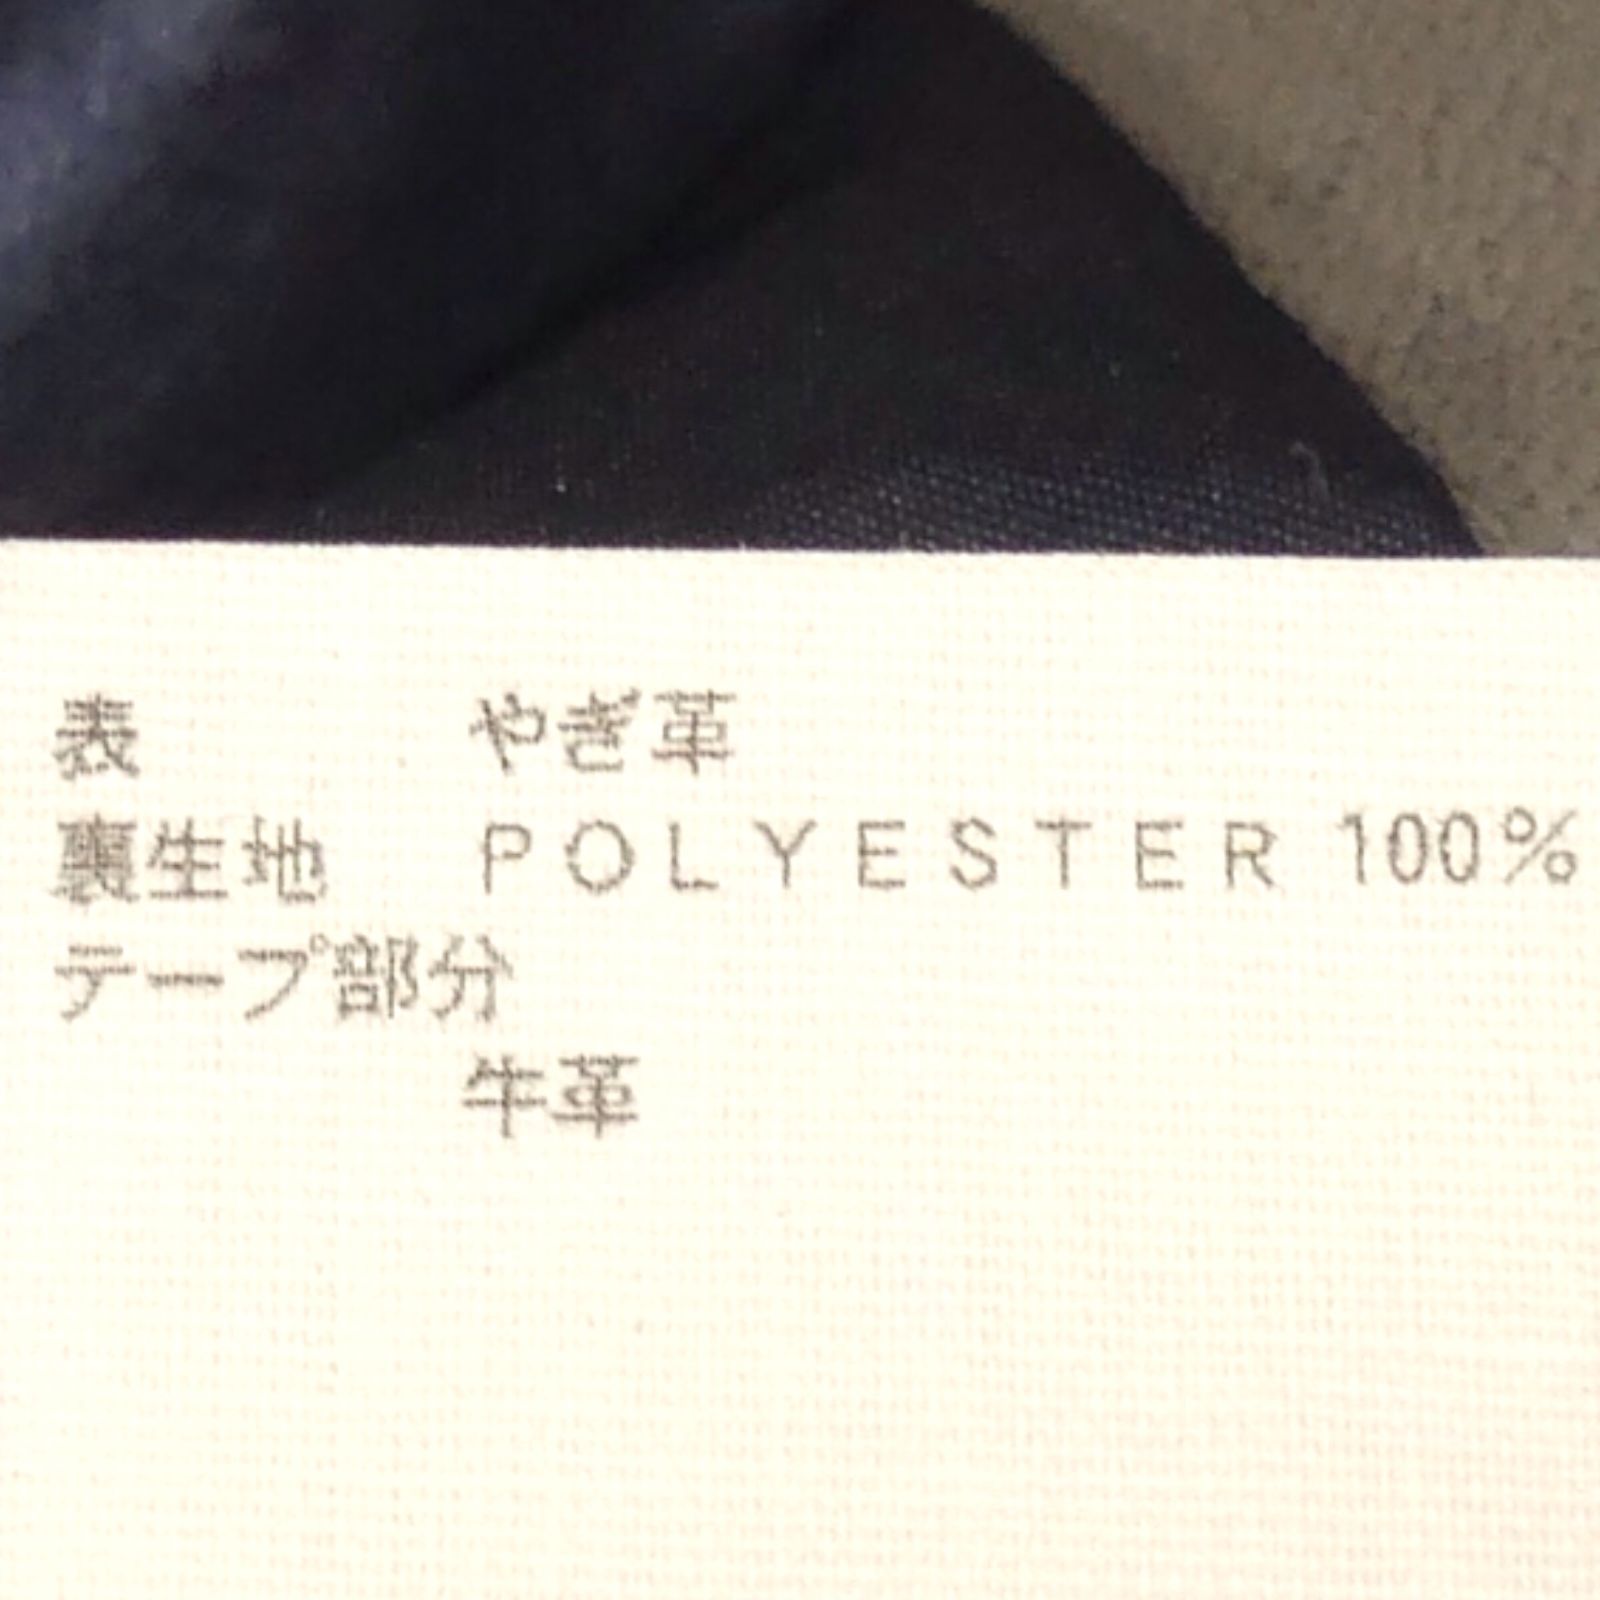 表 やぎ革
裏生地 POLYESTER 100%
テープ部分
牛革